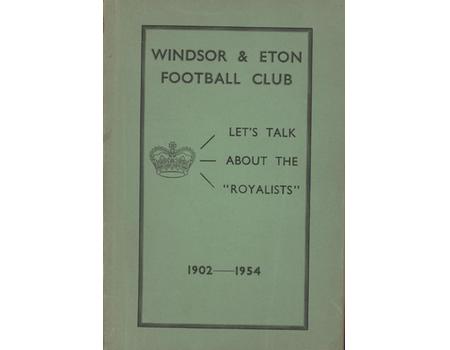 WINDSOR & ETON
FOOTBALL CLUB
LET'S TALK
ABOUT THE
"ROYALISTS"
1902—1954